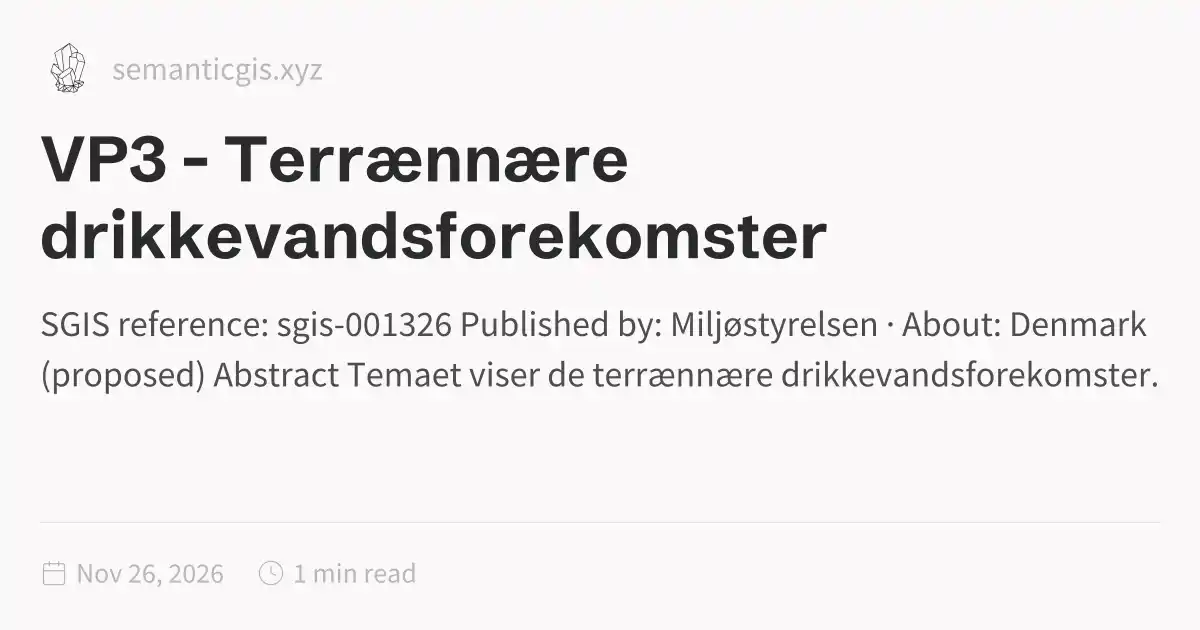 semanticgis.xyz
VP3 - Terrænnære
drikkevandsforekomster
SGIS reference: sgis-001326 Published by: Miljøstyrelsen · About: Denmark
(proposed) Abstract Temaet viser de terrænnære drikkevandsforekomster.
Nov 26, 2026 1 min read